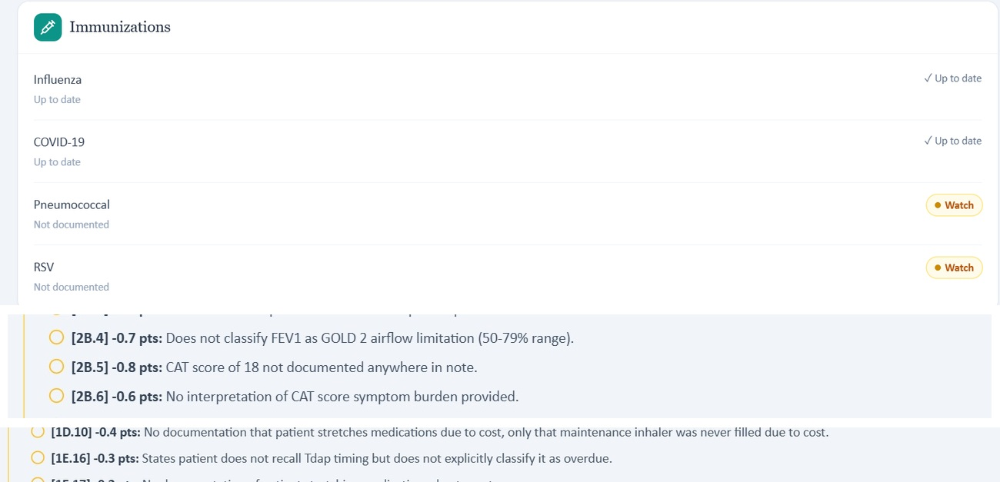 Immunizations
Influenza
✓ Up to date
Up to date
COVID-19
✓ Up to date
Up to date
Pneumococcal
Watch
Not documented
RSV
Watch
Not documented
[2B.4] -0.7 pts: Does not classify FEV1 as GOLD 2 airflow limitation (50-79% range).
[2B.5] -0.8 pts: CAT score of 18 not documented anywhere in note.
[2B.6] -0.6 pts: No interpretation of CAT score symptom burden provided.
[1D.10] -0.4 pts: No documentation that patient stretches medications due to cost, only that maintenance inhaler was never filled due to cost.
[1E.16] -0.3 pts: States patient does not recall Tdap timing but does not explicitly classify it as overdue.